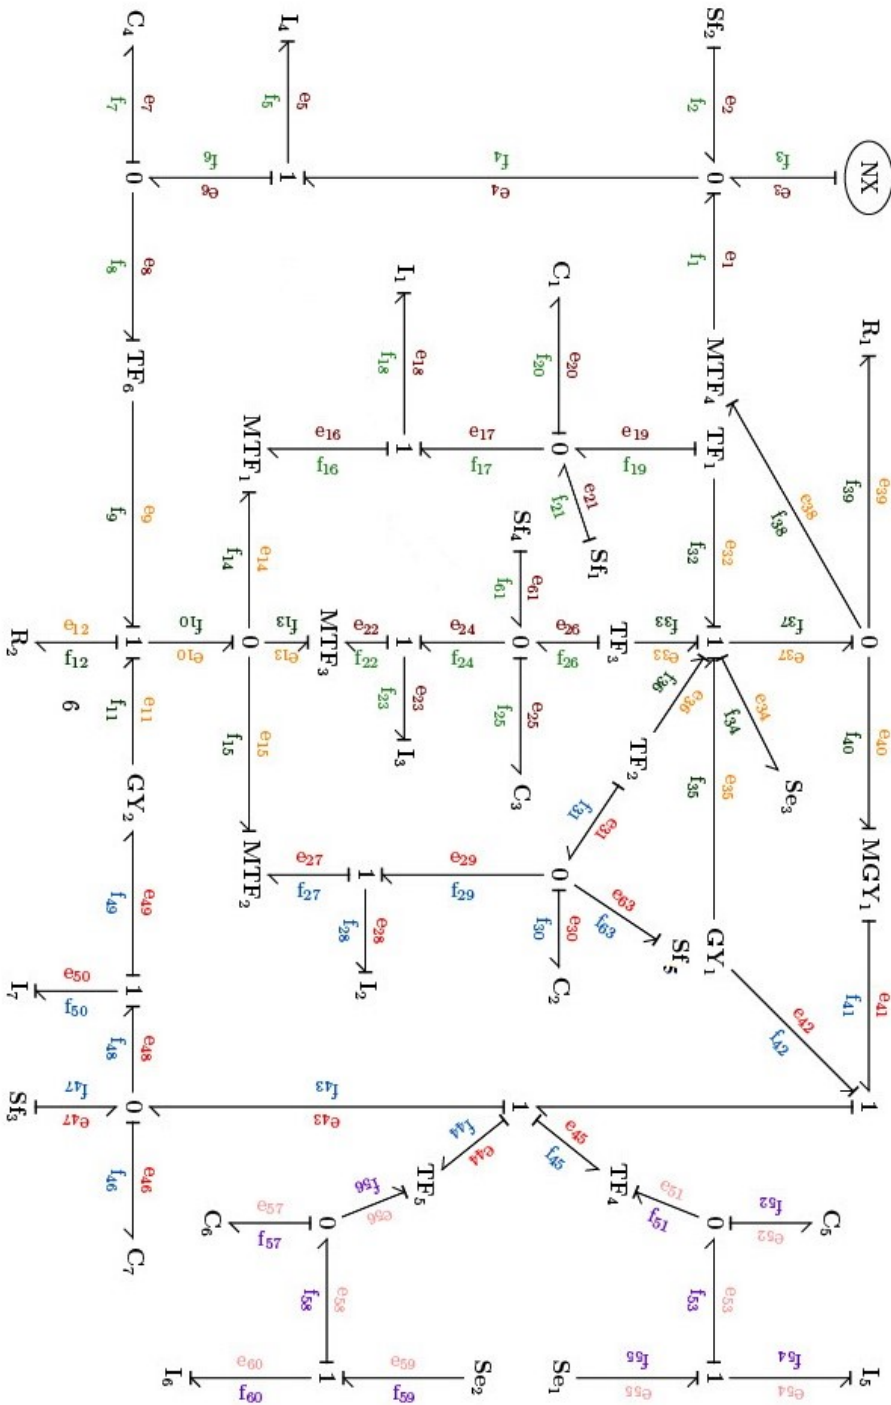 NX R₁ e₃₉ f₃₉ 0 e₄₀ f₄₀ MGY₁ e₄₁ f₄₁ 1 I₅
f₃ e₃ e₃₈ f₃₈ f₃₇ e₃₇ e₃₄ f₃₄ Se₃ e₄₂ f₄₂ C₅ f₅₂ e₅₂ f₅₄ e₅₄
Sf₂ e₂ f₂ 0 e₁ f₁ MTF₄ TF₁ e₃₂ f₃₂ 1 e₃₅ f₃₅ GY₁ 0 e₅₃ f₅₃ 1
e₁₉ f₁₉ f₃₃ e₃₃ e₃₆ f₃₆ Sf₅ e₅₁ f₅₁ f₅₅ e₅₅
Sf₁ TF₃ TF₂ e₃₁ f₃₁ e₆₃ f₆₃ TF₄
C₁ e₂₀ f₂₀ 0 e₂₁ f₂₁ e₂₆ f₂₆ 0 e₃₀ f₃₀ C₂ e₄₅ f₄₅ Se₁
Sf₄ e₆₁ f₆₁ 0 e₂₅ f₂₅ C₃ 1
f₄ e₄ e₁₇ f₁₇ e₂₄ f₂₄ e₂₉ f₂₉ e₄₄ f₄₄ Se₂
I₁ e₁₈ f₁₈ 1 1 e₂₃ f₂₃ I₃ TF₅ e₅₉ f₅₉
e₂₂ f₂₂ 1 e₂₈ f₂₈ I₂ f₅₆ e₅₆
e₁₆ f₁₆ MTF₃ e₂₇ f₂₇ f₄₃ e₄₃ 0 e₅₈ f₅₈ 1
I₄ e₅ f₅ 1 f₁₃ e₁₃ e₅₇ f₅₇
MTF₁ e₁₄ f₁₄ 0 e₁₅ f₁₅ MTF₂ e₆₀ f₆₀
f₆ e₆ f₁₀ e₁₀ C₆
C₄ e₇ f₇ 0 e₈ f₈ TF₆ e₉ f₉ 1 e₁₁ f₁₁ GY₂ e₄₉ f₄₉ 1 e₄₈ f₄₈ 0 e₄₆ f₄₆ C₇ I₆
e₁₂ f₁₂ 6 e₅₀ f₅₀ f₄₇ e₄₇
R₂ I₇ Sf₃